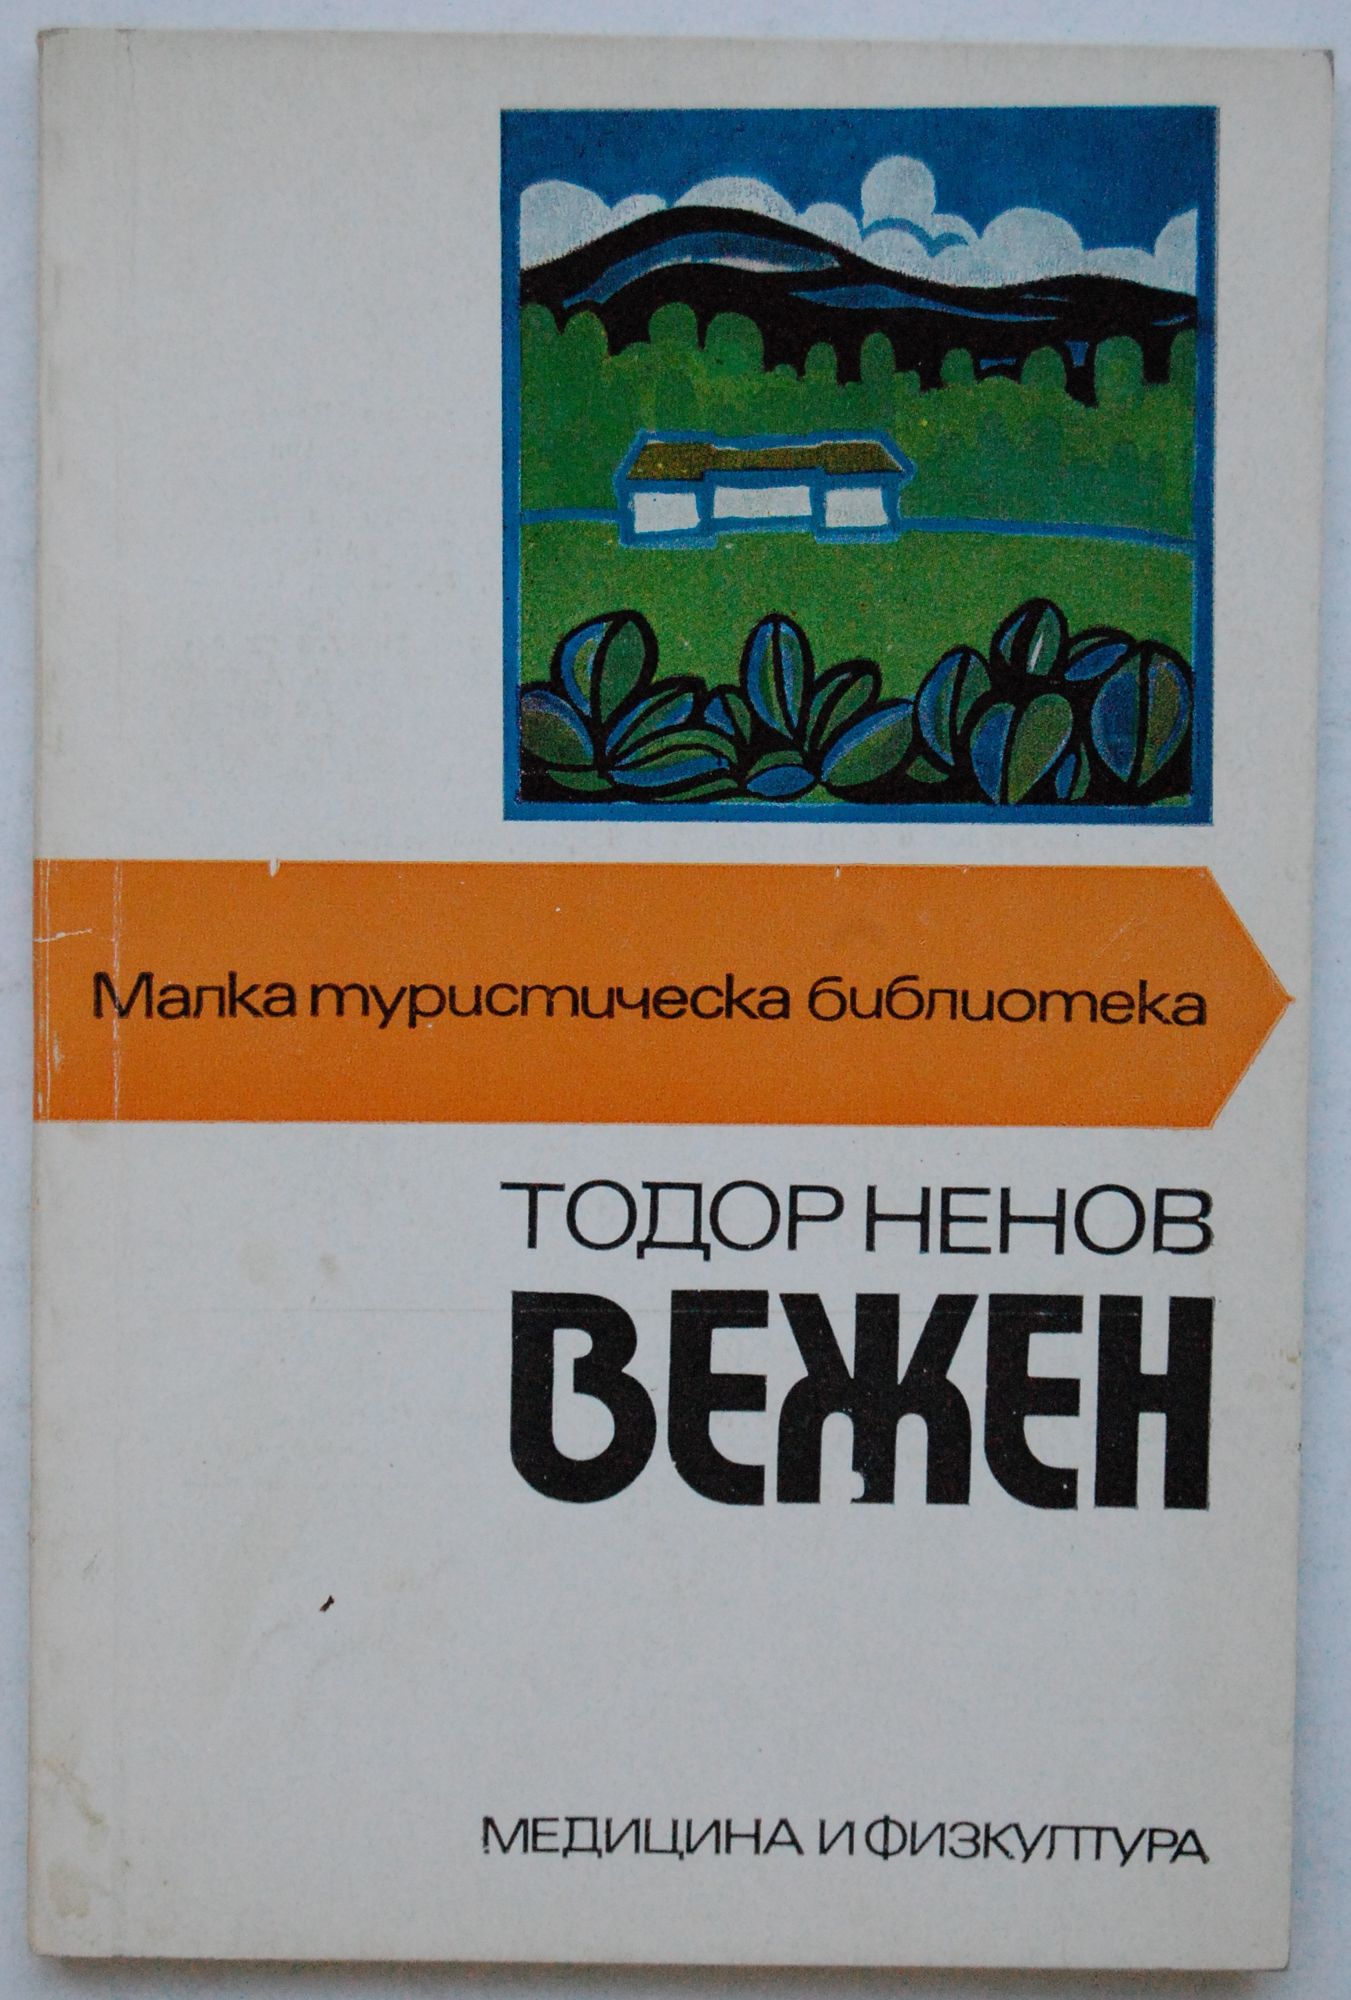 Малка туристическа библиотека
ТОДОР НЕНОВ
ВЕЖЕН
МЕДИЦИНА И ФИЗКУЛТУРА